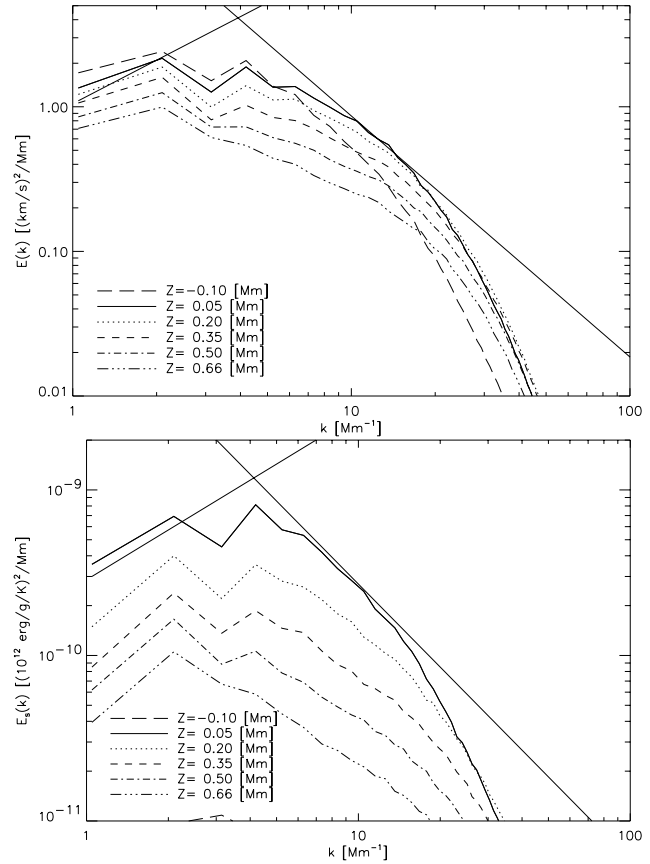 1.00
0.10
0.01
E(k) [(km/s)²/Mm]
Z=−0.10 [Mm]
Z= 0.05 [Mm]
Z= 0.20 [Mm]
Z= 0.35 [Mm]
Z= 0.50 [Mm]
Z= 0.66 [Mm]
1 10 100
k [Mm⁻¹]
10⁻⁹
10⁻¹⁰
10⁻¹¹
Eₛ(k) [(10¹² erg/g/K)²/Mm]
Z=−0.10 [Mm]
Z= 0.05 [Mm]
Z= 0.20 [Mm]
Z= 0.35 [Mm]
Z= 0.50 [Mm]
Z= 0.66 [Mm]
1 10 100
k [Mm⁻¹]